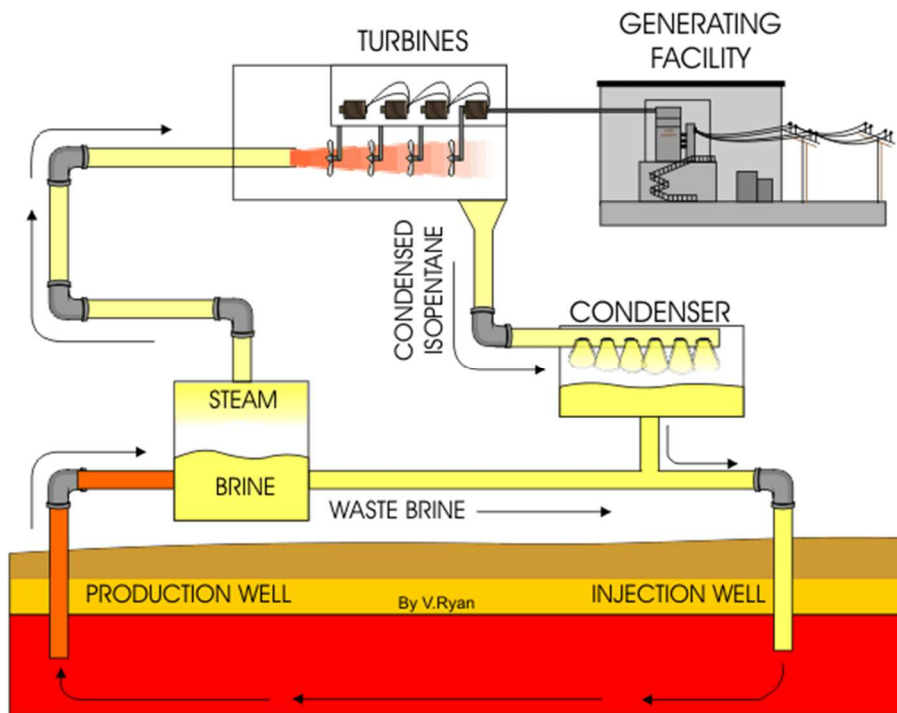 TURBINES
GENERATING
FACILITY
CONDENSED
ISOPENTANE
CONDENSER
STEAM
BRINE
WASTE BRINE
PRODUCTION WELL
By V.Ryan
INJECTION WELL